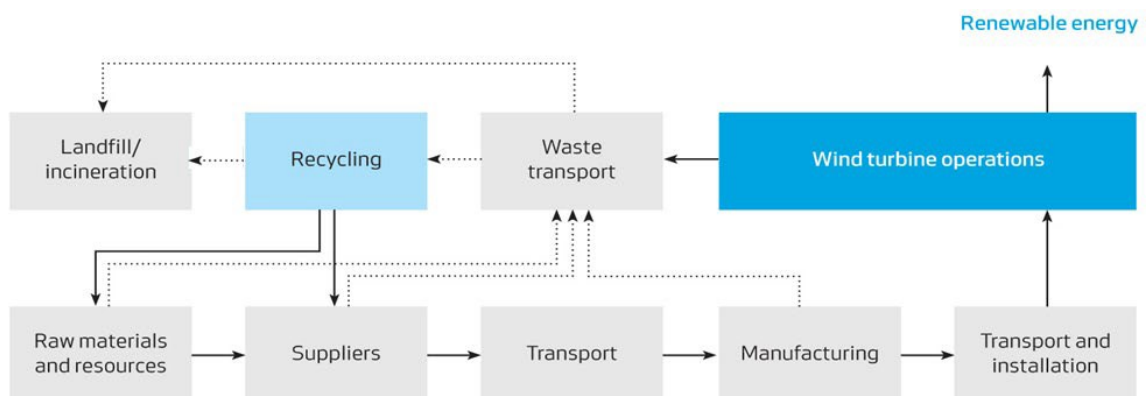 Renewable energy
Landfill/
incineration
Recycling
Waste
transport
Wind turbine operations
Raw materials
and resources
Suppliers
Transport
Manufacturing
Transport and
installation